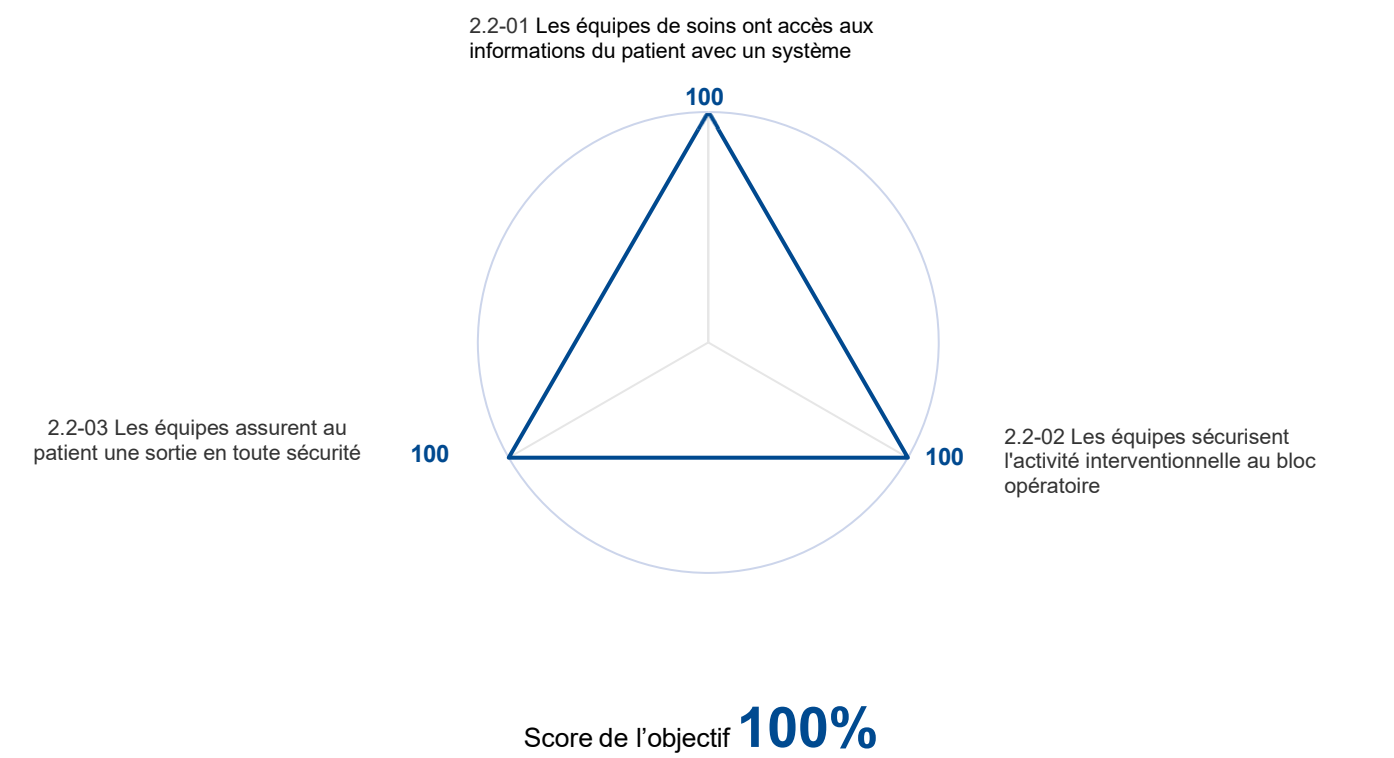 2.2-01 Les équipes de soins ont accès aux
informations du patient avec un système
100
2.2-03 Les équipes assurent au
patient une sortie en toute sécurité
100
100
2.2-02 Les équipes sécurisent
l'activité interventionnelle au bloc
opératoire
Score de l’objectif 100%